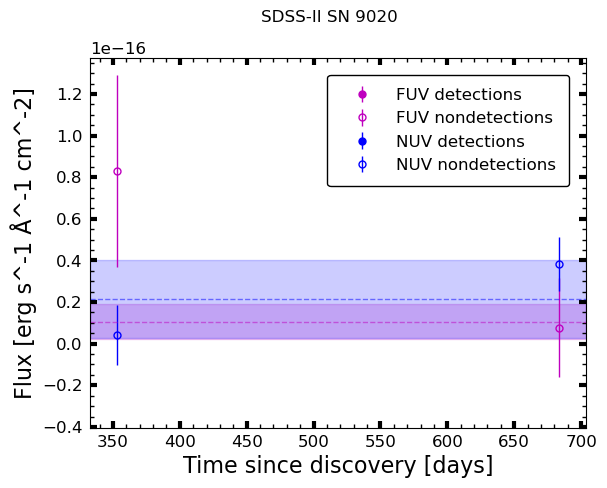 SDSS-II SN 9020
1e−16
FUV detections
FUV nondetections
NUV detections
NUV nondetections
1.2
1.0
0.8
0.6
0.4
0.2
0.0
−0.2
−0.4
Flux [erg s^-1 Å^-1 cm^-2]
350 400 450 500 550 600 650 700
Time since discovery [days]